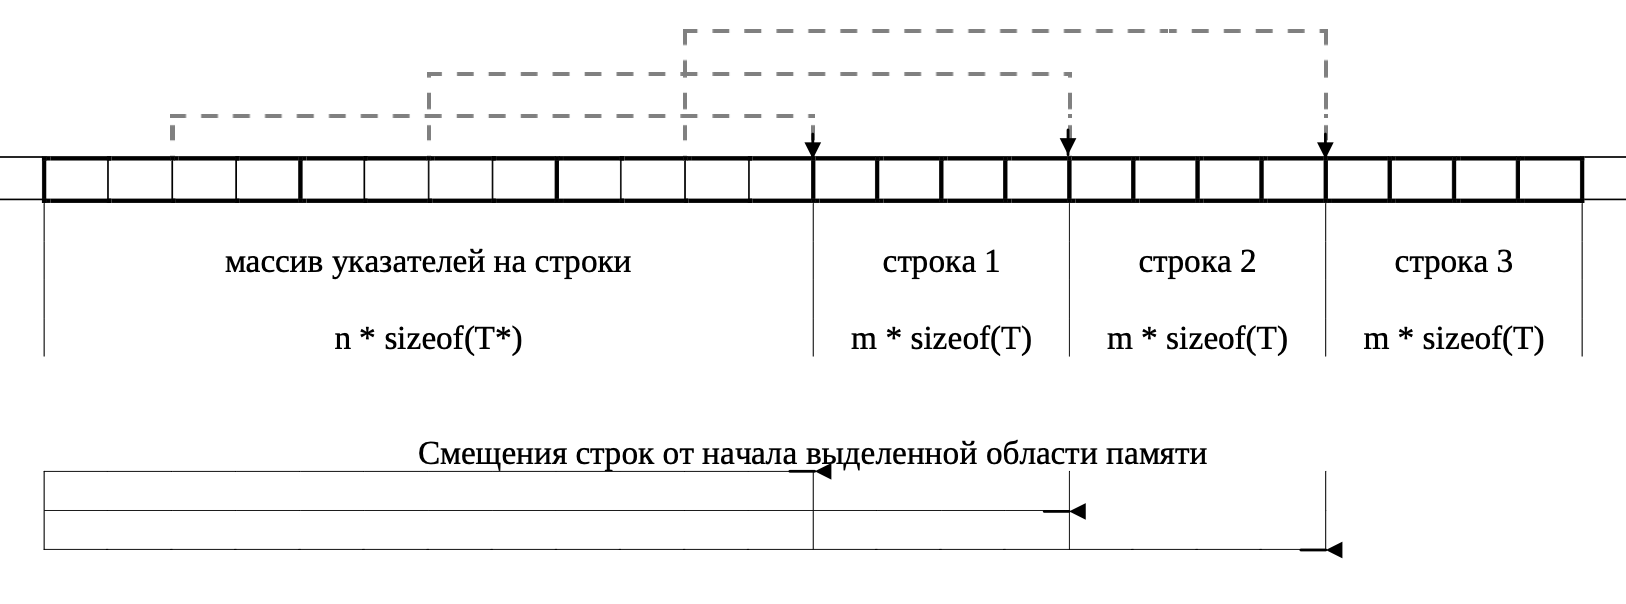 массив указателей на строки
строка 1
строка 2
строка 3
n * sizeof(T*)
m * sizeof(T)
m * sizeof(T)
m * sizeof(T)
Смещения строк от начала выделенной области памяти